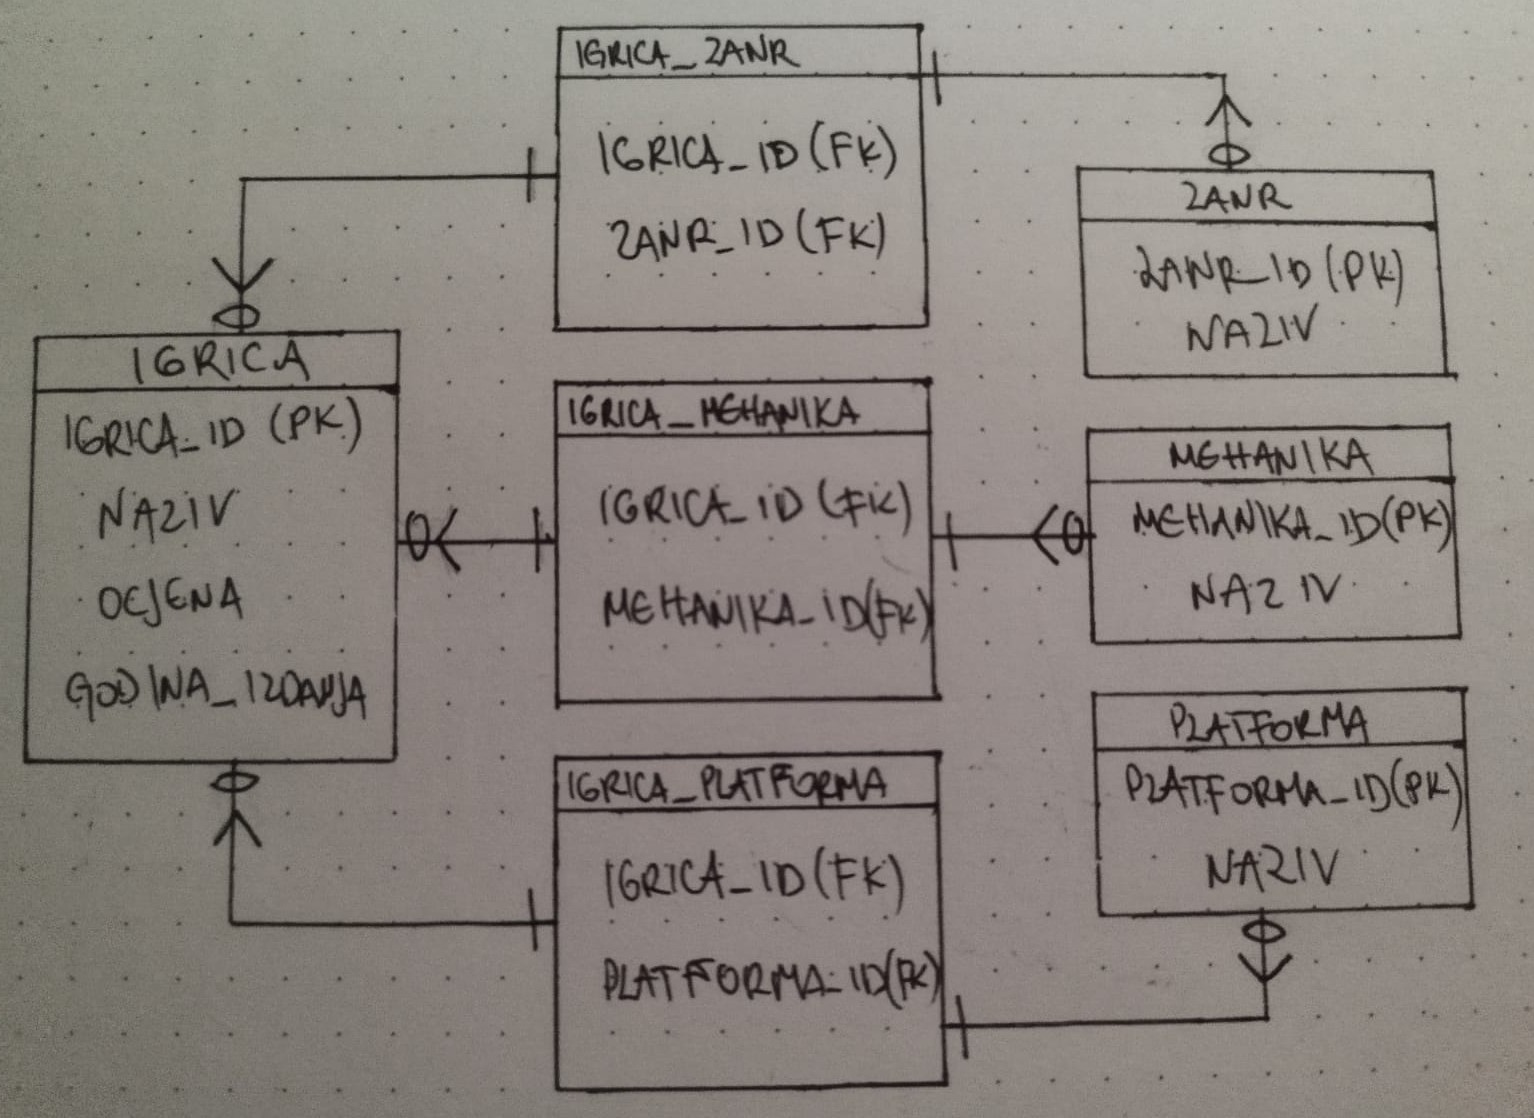 IGRICA_ZANR
IGRICA_ID (FK)
ZANR_ID (FK)
ZANR
ZANR_ID (PK)
NAZIV
IGRICA
IGRICA_ID (PK)
NAZIV
OCJENA
GODINA_IZDANJA
IGRICA_MEHANIKA
IGRICA_ID (FK)
MEHANIKA_ID(FK)
MEHANIKA
MEHANIKA_ID(PK)
NAZIV
IGRICA_PLATFORMA
IGRICA_ID (FK)
PLATFORMA_ID(FK)
PLATFORMA
PLATFORMA_ID(PK)
NAZIV